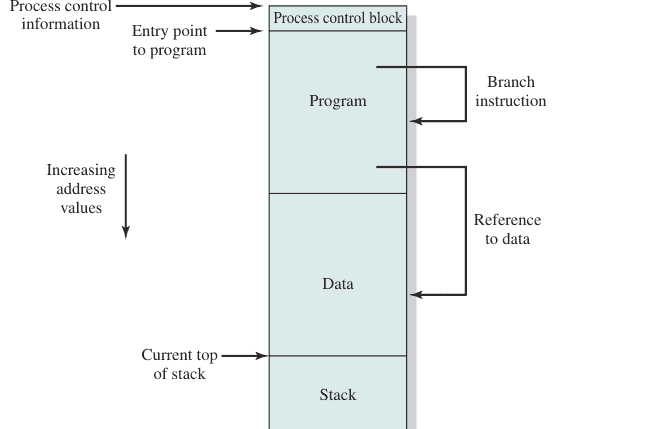 Process control
information
Process control block
Entry point
to program
Program
Branch
instruction
Increasing
address
values
Reference
to data
Data
Current top
of stack
Stack